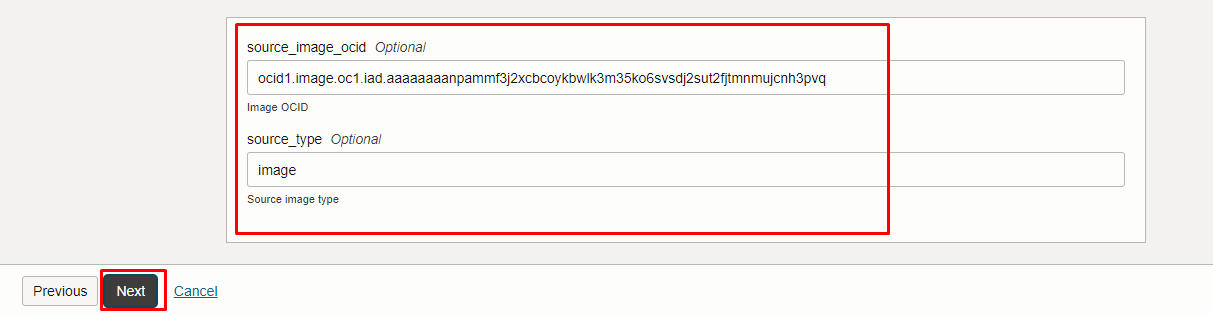 source_image_ocid Optional
ocid1.image.oc1.iad.aaaaaaaanpammf3j2xcbcoykbwlk3m35ko6svsdj2sut2fjtmnmujcnh3pvq
Image OCID
source_type Optional
image
Source image type
Previous Next Cancel